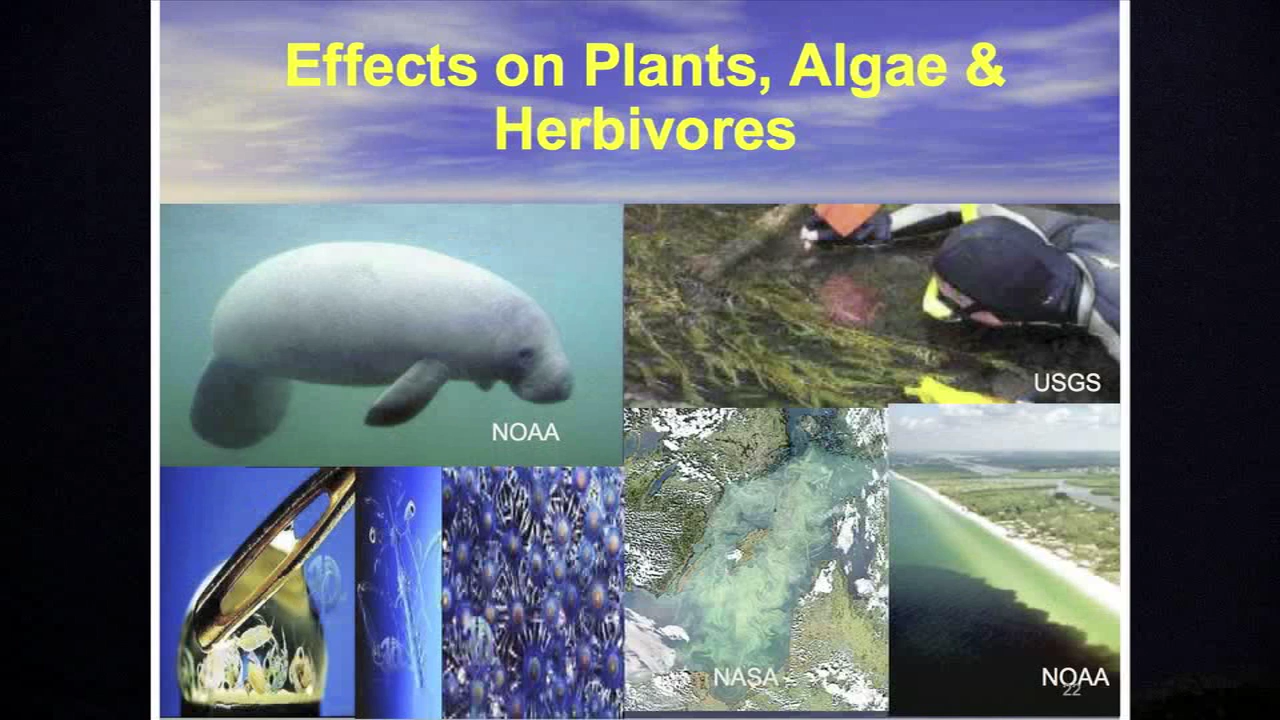 Effects on Plants, Algae &
Herbivores
USGS
NOAA
NASA
NOAA
22